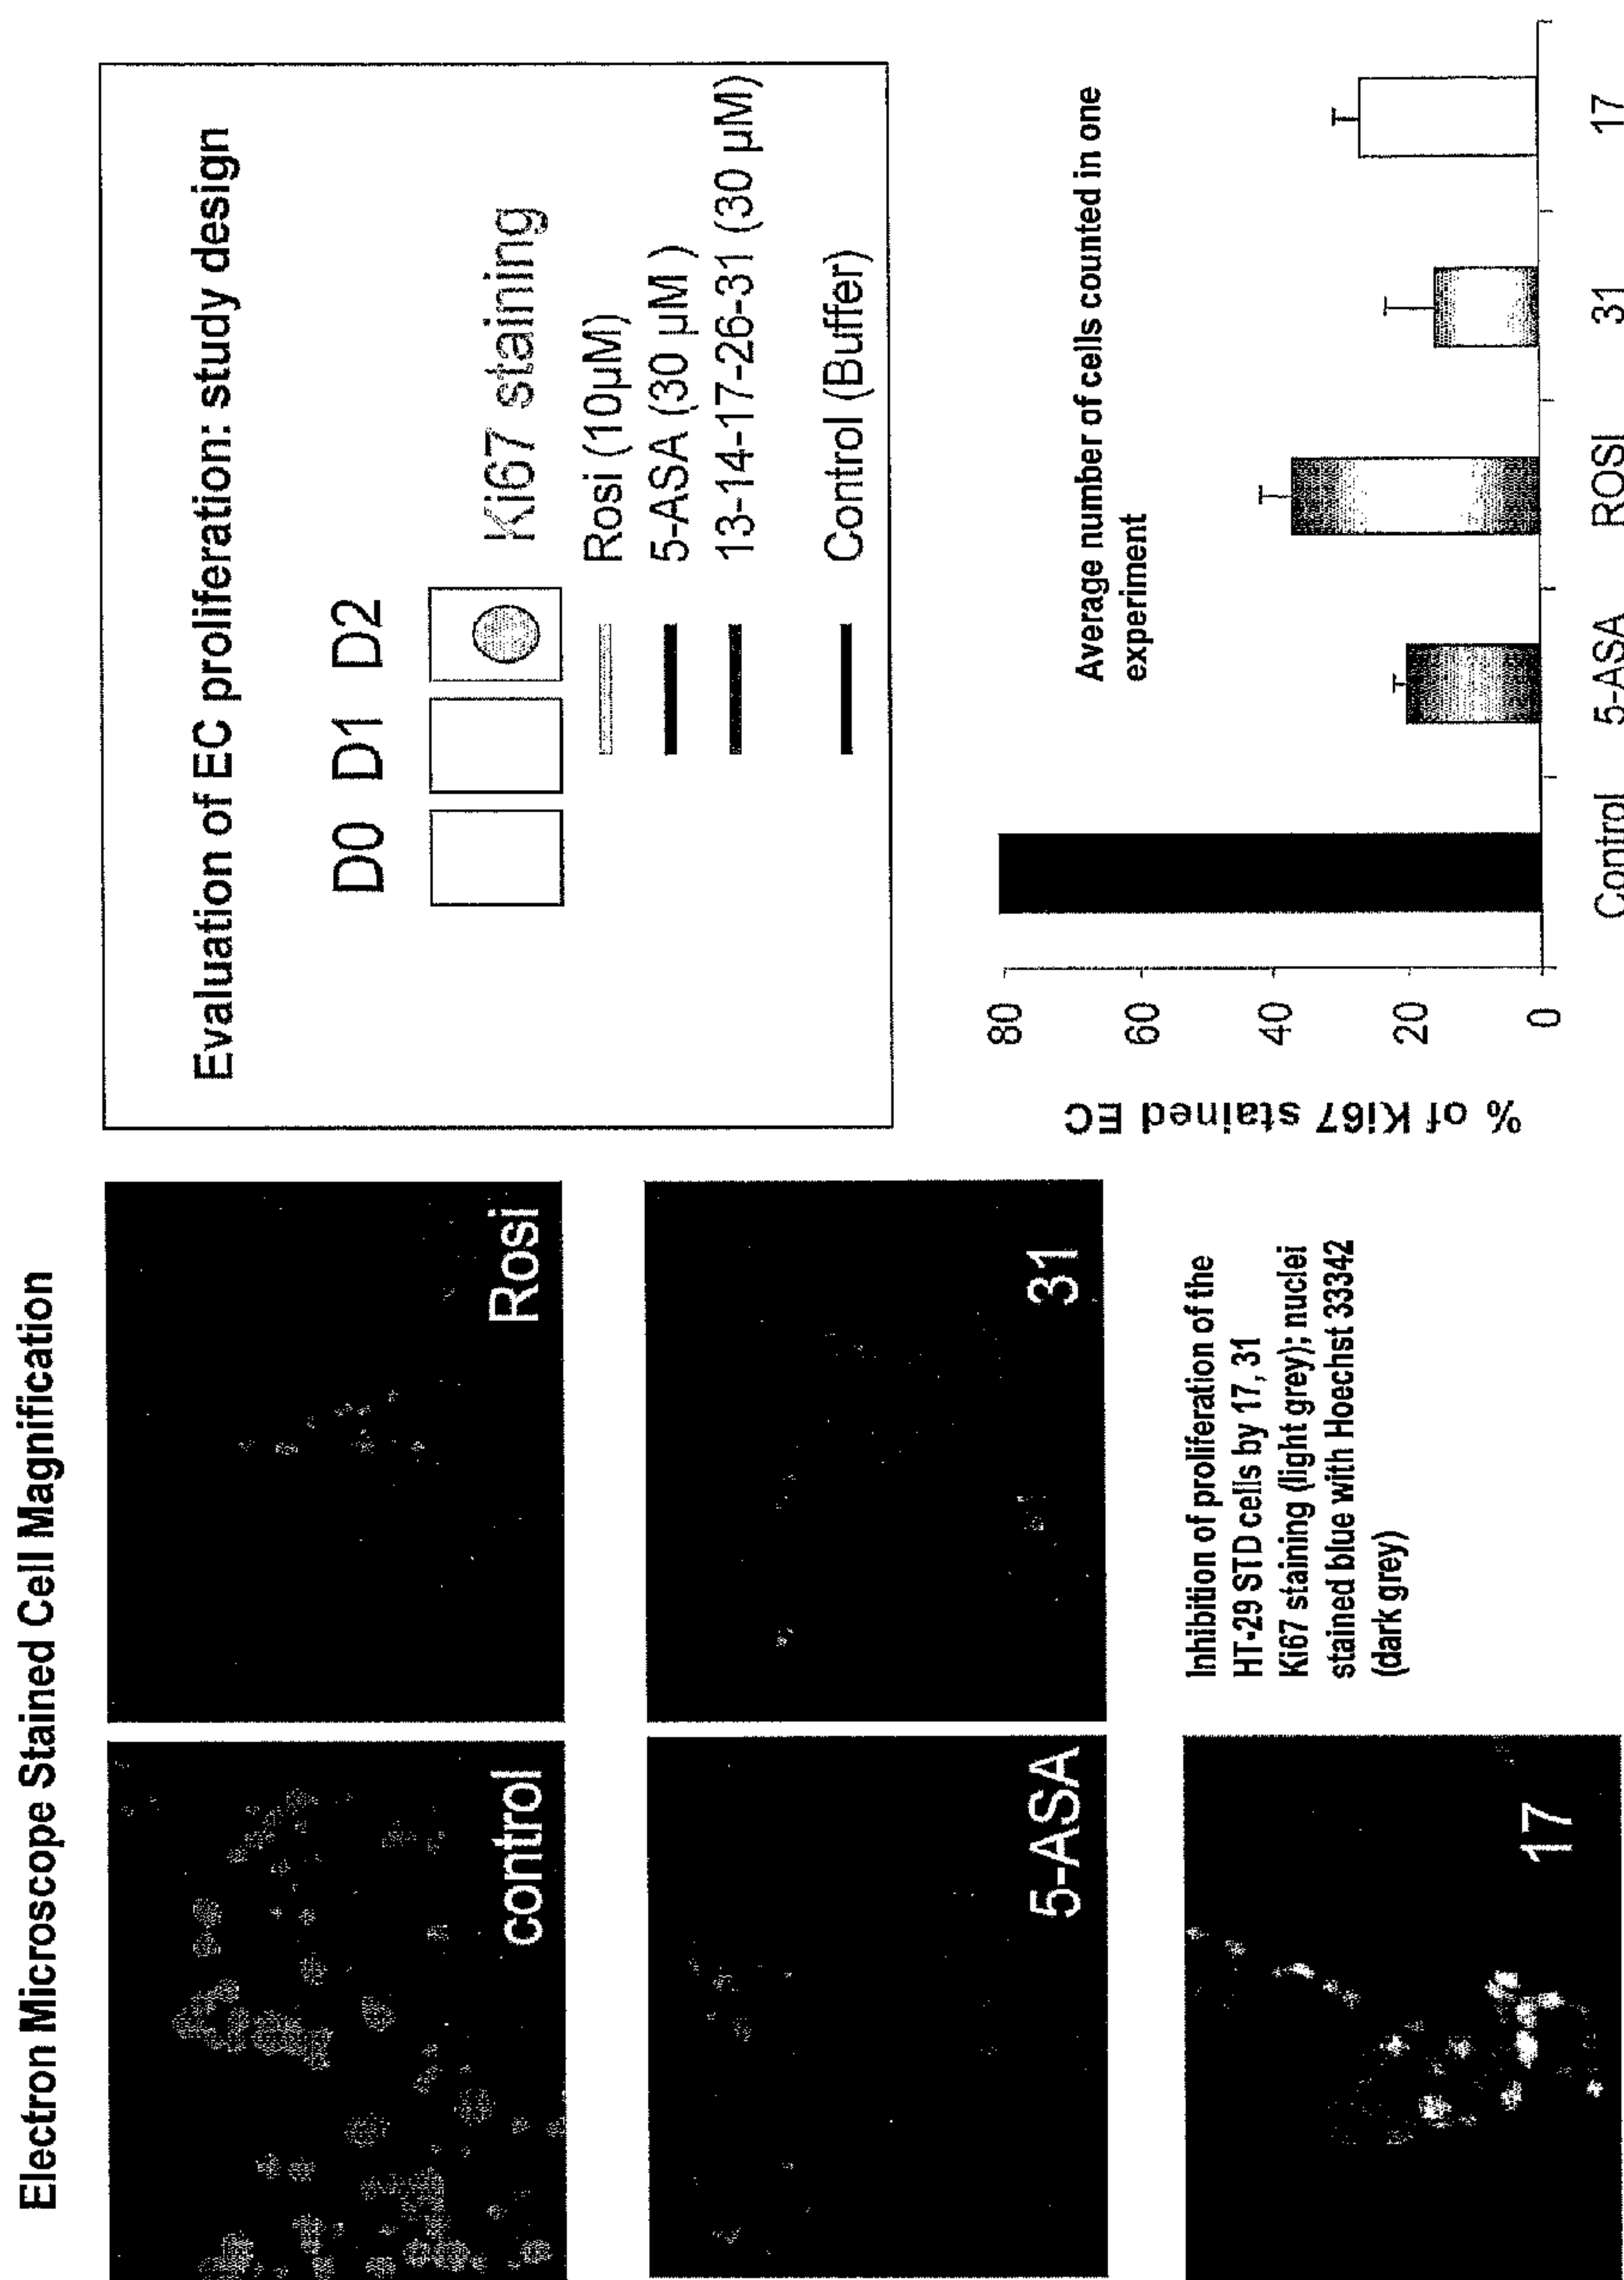 Electron Microscope Stained Cell Magnification
control
Rosi
5-ASA
31
17
Inhibition of proliferation of the
HT-29 STD cells by 17, 31
Ki67 staining (light grey); nuclei
stained blue with Hoechst 33342
(dark grey)
Evaluation of EC proliferation: study design
D0 D1 D2
Ki67 staining
Rosi (10µM)
5-ASA (30 µM )
13-14-17-26-31 (30 µM)
Control (Buffer)
Average number of cells counted in one
experiment
% of Ki67 stained EC
80
60
40
20
0
Control 5-ASA ROSI 31 17